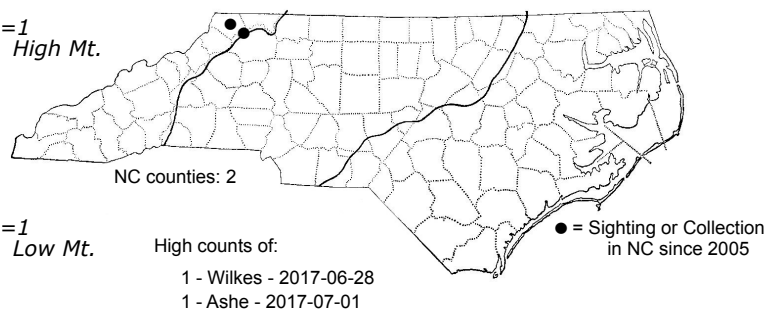 =1
High Mt.
NC counties: 2
=1
Low Mt.
High counts of:
1 - Wilkes - 2017-06-28
1 - Ashe - 2017-07-01
● = Sighting or Collection
in NC since 2005